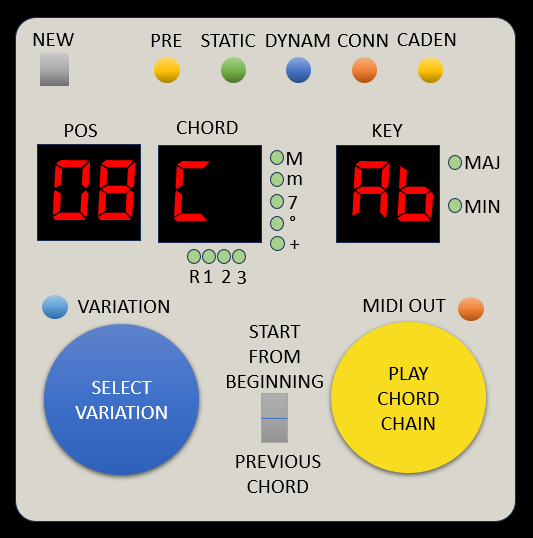 NEW
PRE STATIC DYNAM CONN CADEN
POS CHORD KEY
08 C Ab
M
m
7
°
+
MAJ
MIN
R 1 2 3
VARIATION
MIDI OUT
SELECT
VARIATION
START
FROM
BEGINNING
PREVIOUS
CHORD
PLAY
CHORD
CHAIN